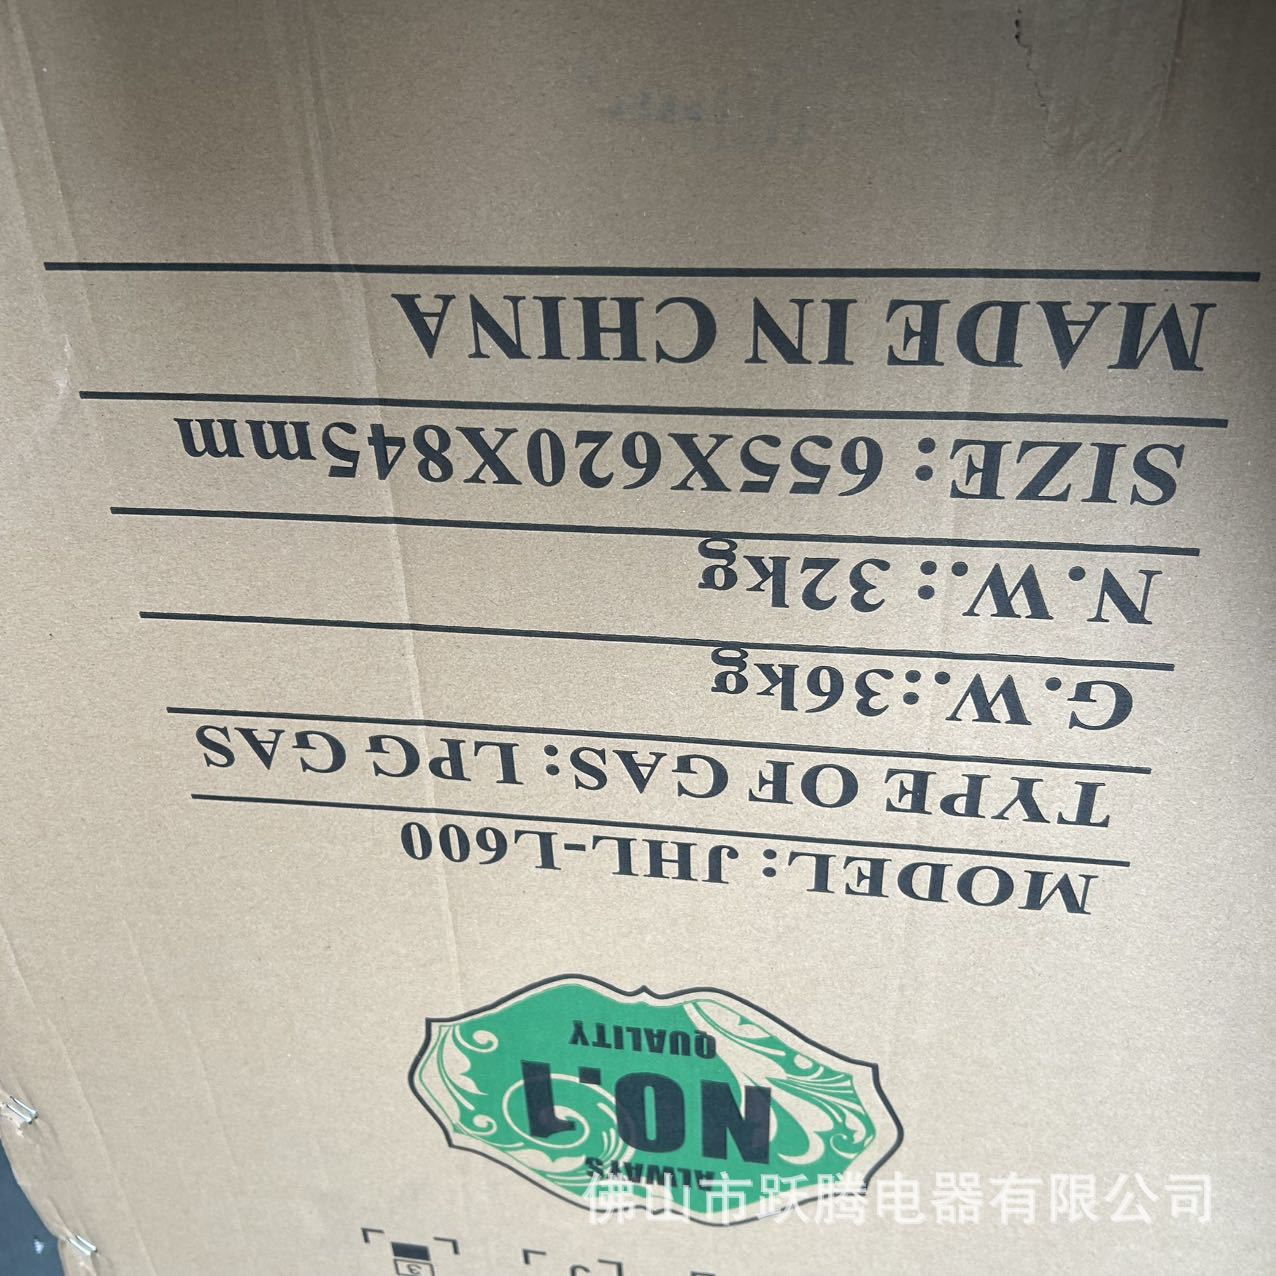 ALWAYS
NO.1
QUALITY
MODEL: JHL-L600
TYPE OF GAS: LPG GAS
G.W.:36kg
N.W.: 32kg
SIZE: 655X620X845mm
MADE IN CHINA
佛山市跃腾电器有限公司